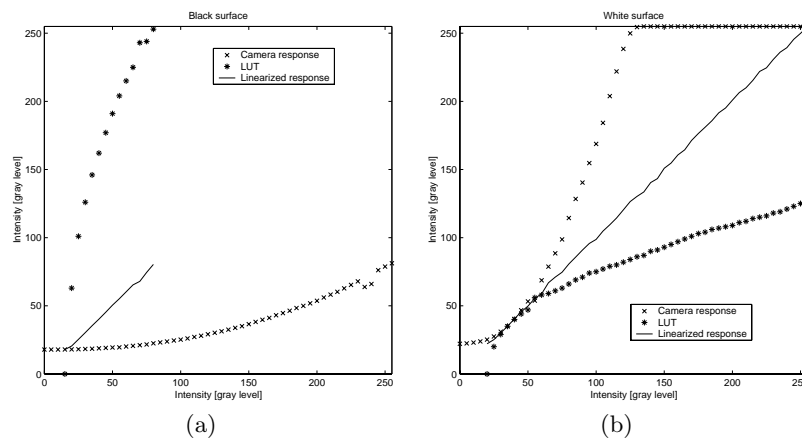 Black surface
Camera response
LUT
Linearized response
Intensity [gray level]
250
200
150
100
50
0
0 50 100 150 200 250
Intensity [gray level]
(a)
White surface
Camera response
LUT
Linearized response
Intensity [gray level]
250
200
150
100
50
0
0 50 100 150 200 250
Intensity [gray level]
(b)